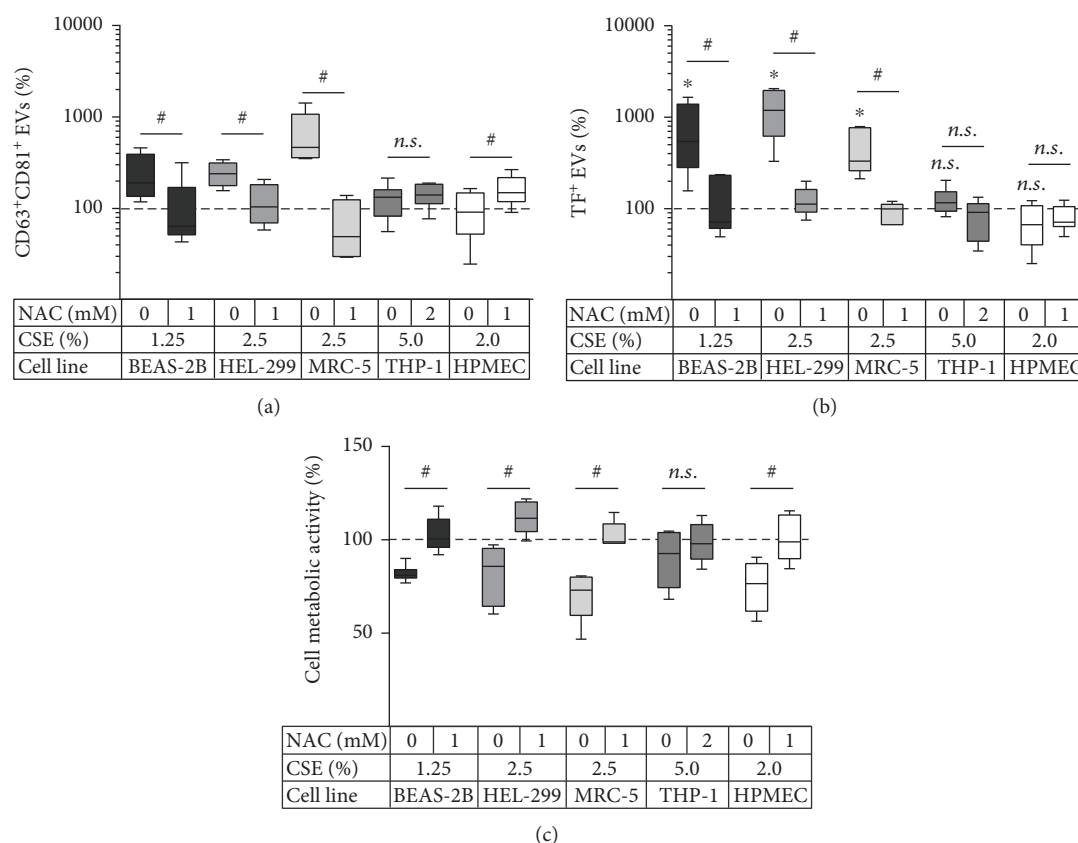 10000
1000
100
CD63+CD81+ EVs (%)
# # # n.s. #
NAC (mM) 0 1 0 1 0 1 0 2 0 1
CSE (%) 1.25 2.5 2.5 5.0 2.0
Cell line BEAS-2B HEL-299 MRC-5 THP-1 HPMEC
(a)
10000
1000
100
TF+ EVs (%)
# # # n.s. n.s.
* * * n.s. n.s.
NAC (mM) 0 1 0 1 0 1 0 2 0 1
CSE (%) 1.25 2.5 2.5 5.0 2.0
Cell line BEAS-2B HEL-299 MRC-5 THP-1 HPMEC
(b)
150
100
50
Cell metabolic activity (%)
# # # n.s. #
NAC (mM) 0 1 0 1 0 1 0 2 0 1
CSE (%) 1.25 2.5 2.5 5.0 2.0
Cell line BEAS-2B HEL-299 MRC-5 THP-1 HPMEC
(c)